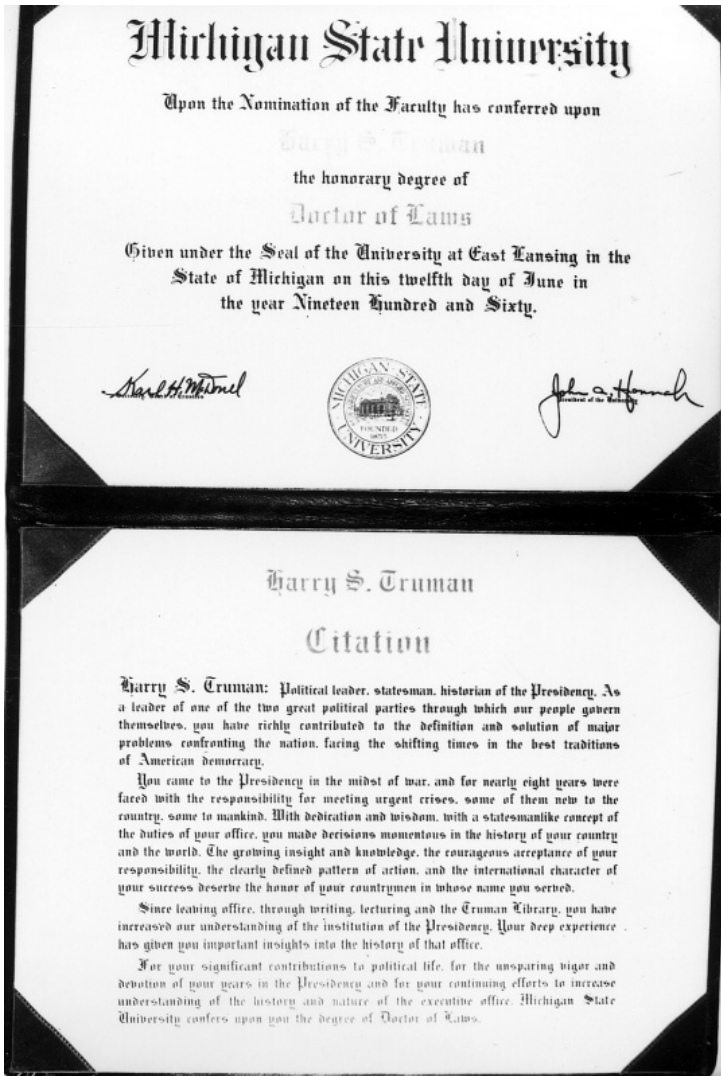 Michigan State University
Upon the Nomination of the Faculty has conferred upon
Harry S. Truman
the honorary degree of
Doctor of Laws
Given under the Seal of the University at East Lansing in the
State of Michigan on this twelfth day of June in
the year Nineteen Hundred and Sixty.
Karl H. McDonel
John A. Hannah
President of the University
MICHIGAN STATE
UNIVERSITY
FOUNDED
1855
Harry S. Truman
Citation
Harry S. Truman: Political leader, statesman, historian of the Presidency. As
a leader of one of the two great political parties through which our people govern
themselves, you have richly contributed to the definition and solution of major
problems confronting the nation, facing the shifting times in the best traditions
of American democracy.
You came to the Presidency in the midst of war, and for nearly eight years were
faced with the responsibility for meeting urgent crises, some of them new to the
country, some to mankind. With dedication and wisdom, with a statesmanlike concept of
the duties of your office, you made decisions momentous in the history of your country
and the world. The growing insight and knowledge, the courageous acceptance of your
responsibility, the clearly defined pattern of action, and the international character of
your success deserve the honor of your countrymen in whose name you served.
Since leaving office, through writing, lecturing and the Truman Library, you have
increased our understanding of the institution of the Presidency. Your deep experience
has given you important insights into the history of that office.
For your significant contributions to political life, for the unsparing vigor and
devotion of your years in the Presidency and for your continuing efforts to increase
understanding of the history and nature of the executive office, Michigan State
University confers upon you the degree of Doctor of Laws.